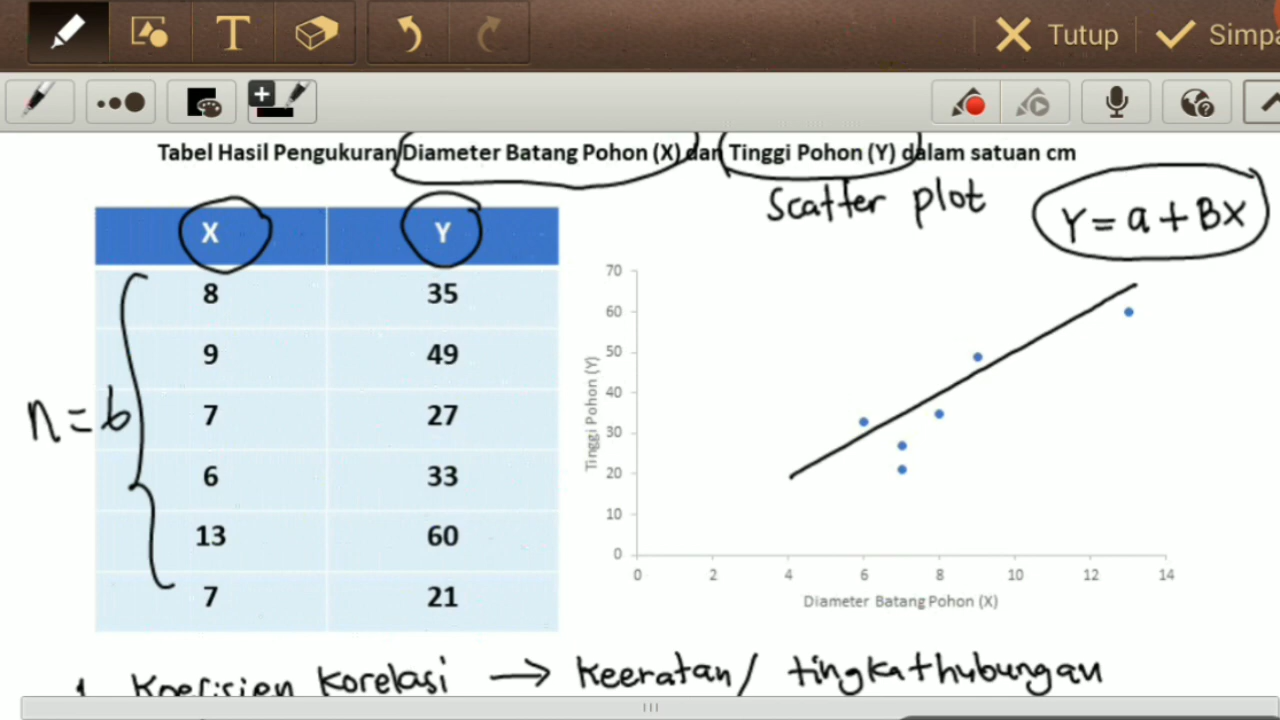 T
Tutup
Simpa
Tabel Hasil Pengukuran Diameter Batang Pohon (X) dan Tinggi Pohon (Y) dalam satuan cm
Scatter plot
Y = a + BX
X Y
8 35
9 49
7 27
6 33
13 60
7 21
n = 6
70
60
50
40
30
20
10
0
Tinggi Pohon (Y)
0 2 4 6 8 10 12 14
Diameter Batang Pohon (X)
1. Koefisien korelasi → keeratan / tingkat hubungan